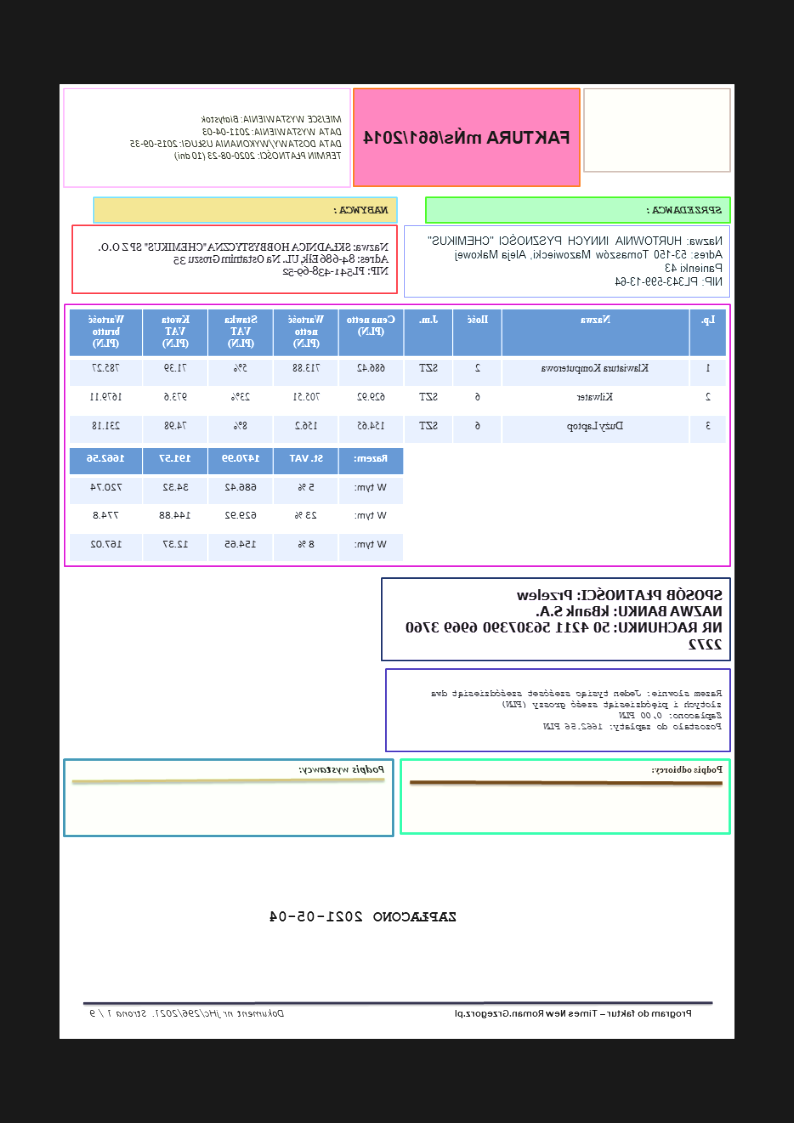 FAKTURA mŃs/661/2014
MIEJSCE WYSTAWIENIA: Białystok
DATA WYSTAWIENIA: 2011-04-03
DATA DOSTAWY/WYKONANIA USŁUGI: 2015-09-35
TERMIN PŁATNOŚCI: 2020-08-23 (10 dni)
SPRZEDAWCA :
Nazwa: HURTOWNIA INNYCH PYSZNOŚCI "CHEMIKUS"
Adres: 53-150 Tomaszów Mazowiecki, Aleja Makowej
Panienki 43
NIP: PL343-599-13-64
NABYWCA :
Nazwa: SKŁADNICA HOBBYSTYCZNA "CHEMIKUS" SP Z O.O.
Adres: 84-686 Ełk, UL. Na Ostatnim Groszu 35
NIP: PL541-438-69-52
Lp. Nazwa Ilość J.m. Cena netto (PLN) Wartość netto (PLN) Stawka VAT (PLN) Kwota VAT (PLN) Wartość brutto (PLN)
1 Klawiatura Komputerowa 2 SZT 686.42 713.88 5% 71.39 785.27
2 Kilwater 6 SZT 629.92 705.51 23% 973.6 1679.11
3 Duży Laptop 6 SZT 154.65 156.2 8% 74.98 231.18
Razem: St. VAT 1470.99 191.57 1662.56
W tym: 5 % 686.42 34.32 720.74
W tym: 23 % 629.92 144.88 774.8
W tym: 8 % 154.65 12.37 167.02
SPOSÓB PŁATNOŚCI: Przelew
NAZWA BANKU: kBank S.A.
NR RACHUNKU: 50 4211 56307390 6969 3760
2272
Razem słownie: Jeden tysiąc sześćset sześćdziesiąt dwa
złotych i pięćdziesiąt sześć groszy (PLN)
Zapłacono: 0,00 PLN
Pozostało do zapłaty: 1662.56 PLN
Podpis odbiorcy:
Podpis wystawcy:
ZAPŁACONO 2021-05-04
Program do faktur – Times New Roman.Grzegorz.pl
Dokument nr jHc/296/2021. Strona 1 / 9